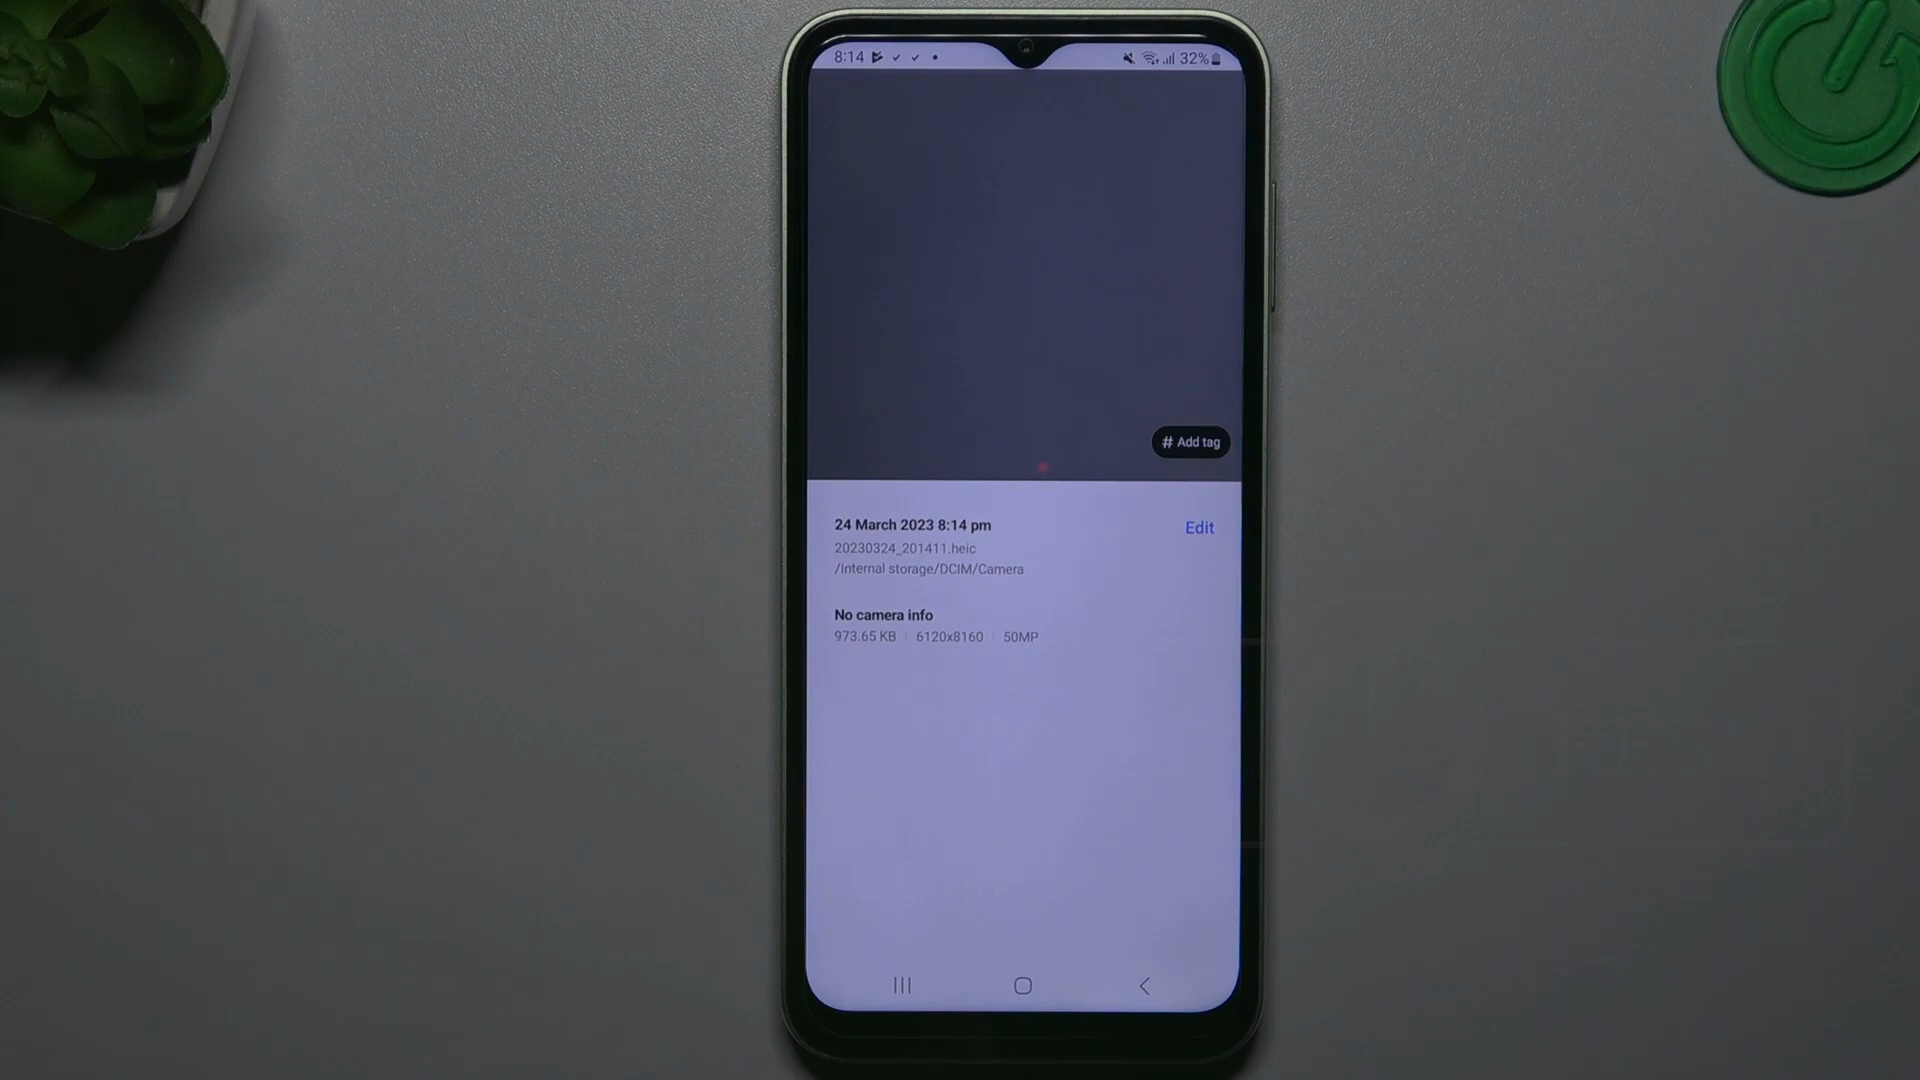 8:14
32%
# Add tag
24 March 2023 8:14 pm
Edit
20230324_201411.heic
/Internal storage/DCIM/Camera
No camera info
973.65 KB | 6120x8160 | 50MP